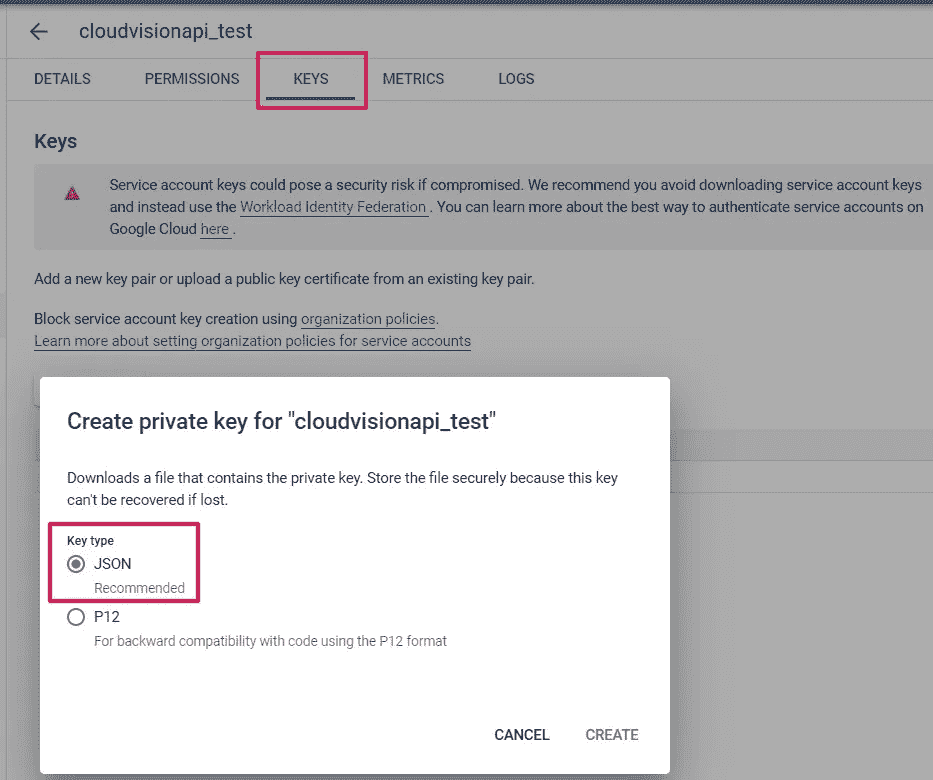 cloudvisionapi_test
DETAILS PERMISSIONS KEYS METRICS LOGS
Keys
Service account keys could pose a security risk if compromised. We recommend you avoid downloading service account keys
and instead use the Workload Identity Federation . You can learn more about the best way to authenticate service accounts on
Google Cloud here .
Add a new key pair or upload a public key certificate from an existing key pair.
Block service account key creation using organization policies.
Learn more about setting organization policies for service accounts
Create private key for "cloudvisionapi_test"
Downloads a file that contains the private key. Store the file securely because this key
can't be recovered if lost.
Key type
JSON
Recommended
P12
For backward compatibility with code using the P12 format
CANCEL CREATE